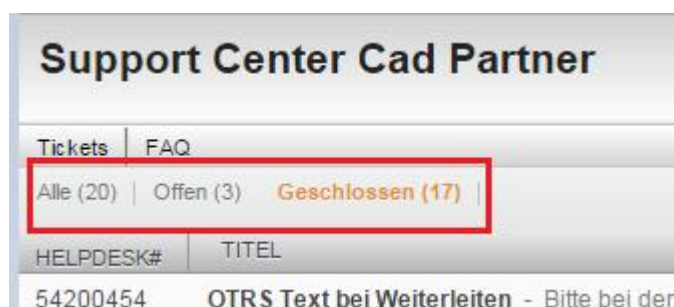 Support Center Cad Partner
Tickets | FAQ
Alle (20) | Offen (3) Geschlossen (17) |
HELPDESK# TITEL
54200454 OTRS Text bei Weiterleiten - Bitte bei der